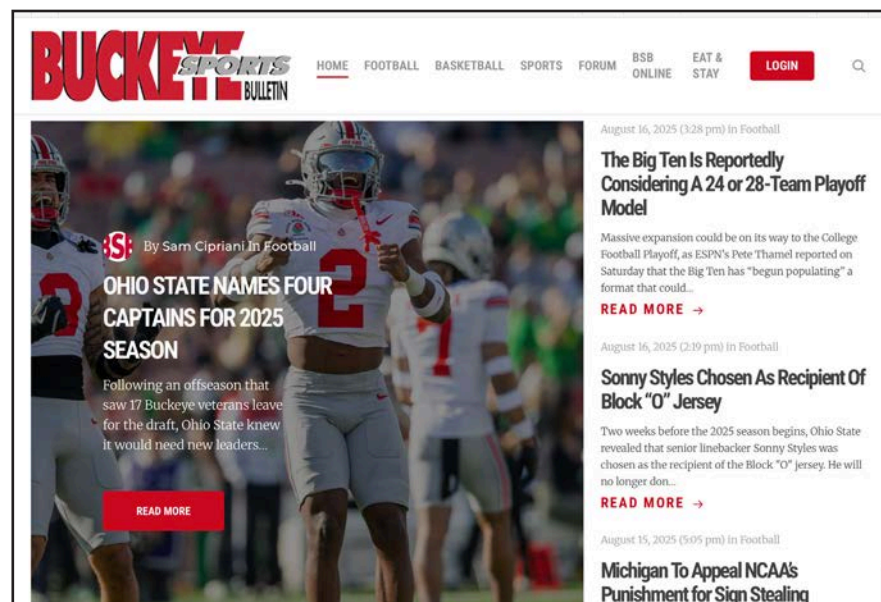 BUCKEYE
SPORTS
BULLETIN
HOME FOOTBALL BASKETBALL SPORTS FORUM BSB ONLINE EAT & STAY LOGIN
By Sam Cipriani In Football
OHIO STATE NAMES FOUR
CAPTAINS FOR 2025
SEASON
Following an offseason that
saw 17 Buckeye veterans leave
for the draft, Ohio State knew
it would need new leaders...
READ MORE
2
August 16, 2025 (3:28 pm) in Football
The Big Ten Is Reportedly
Considering A 24 or 28-Team Playoff
Model
Massive expansion could be on its way to the College
Football Playoff, as ESPN's Pete Thamel reported on
Saturday that the Big Ten has "begun populating" a
format that could...
READ MORE →
August 16, 2025 (2:19 pm) in Football
Sonny Styles Chosen As Recipient Of
Block “O” Jersey
Two weeks before the 2025 season begins, Ohio State
revealed that senior linebacker Sonny Styles was
chosen as the recipient of the Block "O" jersey. He will
no longer don...
READ MORE →
August 15, 2025 (5:05 pm) in Football
Michigan To Appeal NCAA's
Punishment for Sign Stealing